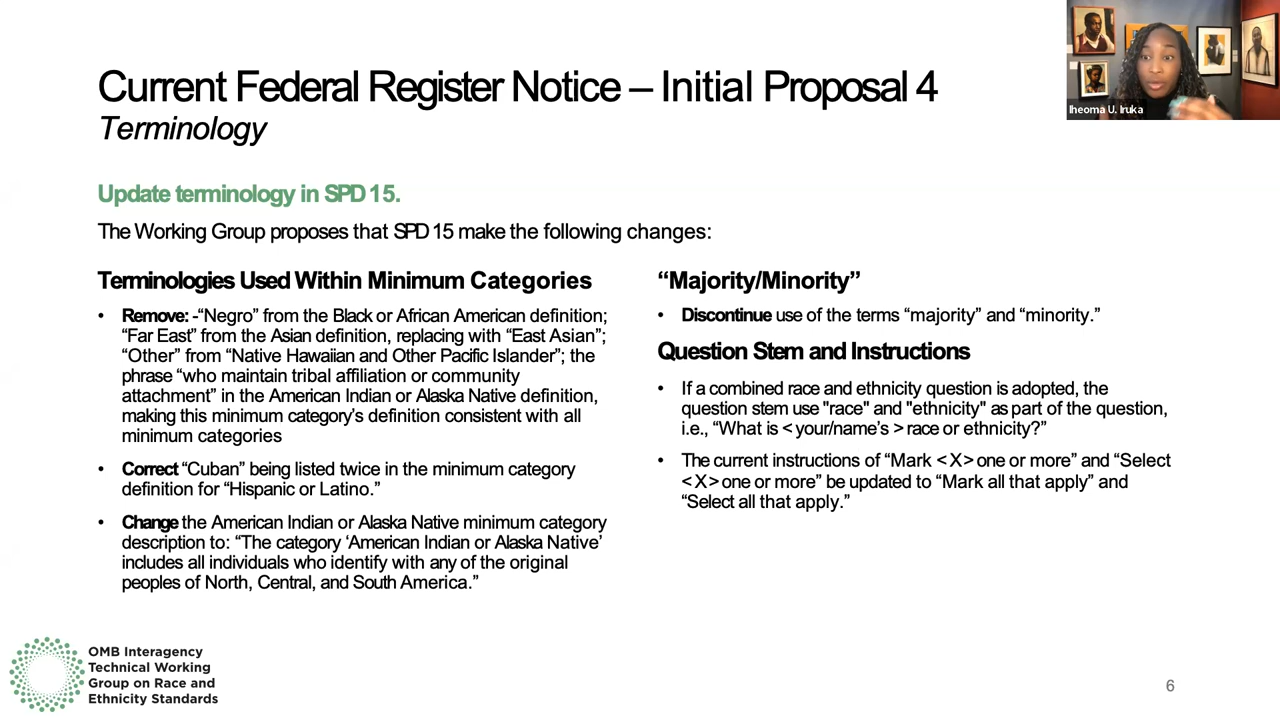 Current Federal Register Notice – Initial Proposal 4
Terminology
Iheoma U. Iruka
Update terminology in SPD 15.
The Working Group proposes that SPD 15 make the following changes:
Terminologies Used Within Minimum Categories
• Remove: -“Negro” from the Black or African American definition;
“Far East” from the Asian definition, replacing with “East Asian”;
“Other” from “Native Hawaiian and Other Pacific Islander”; the
phrase “who maintain tribal affiliation or community
attachment” in the American Indian or Alaska Native definition,
making this minimum category’s definition consistent with all
minimum categories
• Correct “Cuban” being listed twice in the minimum category
definition for “Hispanic or Latino.”
• Change the American Indian or Alaska Native minimum category
description to: “The category ‘American Indian or Alaska Native’
includes all individuals who identify with any of the original
peoples of North, Central, and South America.”
“Majority/Minority”
• Discontinue use of the terms “majority” and “minority.”
Question Stem and Instructions
• If a combined race and ethnicity question is adopted, the
question stem use "race" and "ethnicity" as part of the question,
i.e., “What is < your/name’s > race or ethnicity?”
• The current instructions of “Mark <X> one or more” and “Select
<X> one or more” be updated to “Mark all that apply” and
“Select all that apply.”
OMB Interagency
Technical Working
Group on Race and
Ethnicity Standards
6